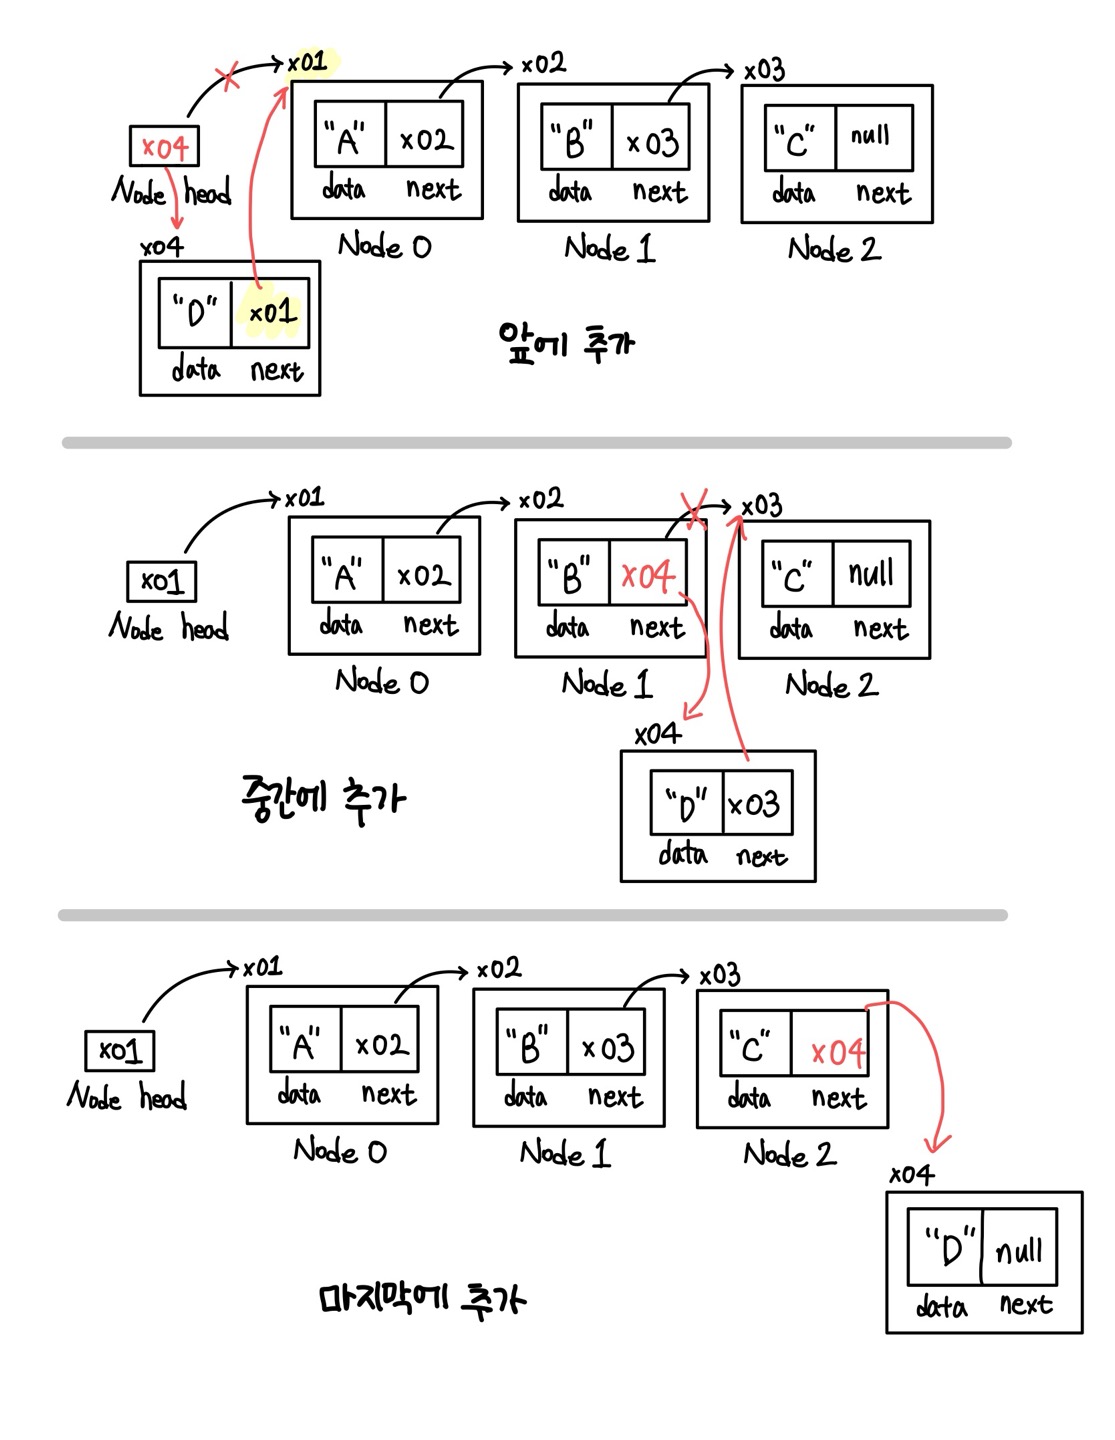 x01 x02 x03
"A" x02 "B" x03 "C" null
x04
data next data next data next
Node head
Node 0 Node 1 Node 2
x04
"D" x01
data next
앞에 추가
x01 x02 x03
"A" x02 "B" x04 "C" null
x01
data next data next data next
Node head
Node 0 Node 1 Node 2
x04
"D" x03
data next
중간에 추가
x01 x02 x03
"A" x02 "B" x03 "C" x04
x01
data next data next data next
Node head
Node 0 Node 1 Node 2
x04
"D" null
data next
마지막에 추가